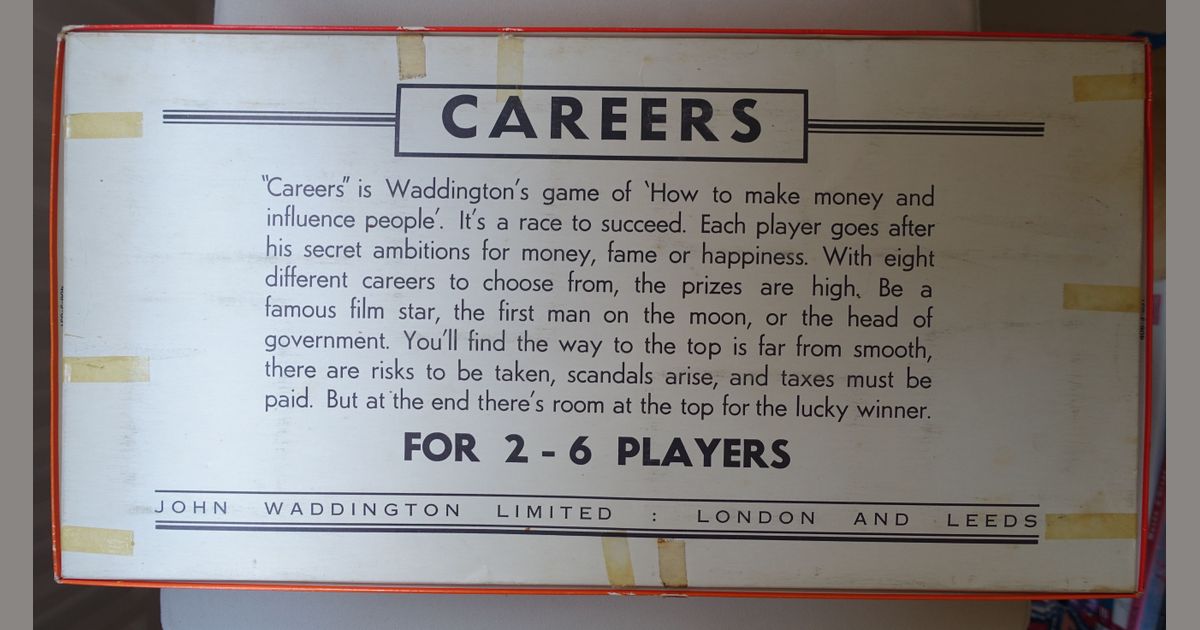 CAREERS
"Careers" is Waddington's game of 'How to make money and
influence people'. It's a race to succeed. Each player goes after
his secret ambitions for money, fame or happiness. With eight
different careers to choose from, the prizes are high. Be a
famous film star, the first man on the moon, or the head of
government. You'll find the way to the top is far from smooth,
there are risks to be taken, scandals arise, and taxes must be
paid. But at the end there's room at the top for the lucky winner.
FOR 2 - 6 PLAYERS
JOHN WADDINGTON LIMITED : LONDON AND LEEDS